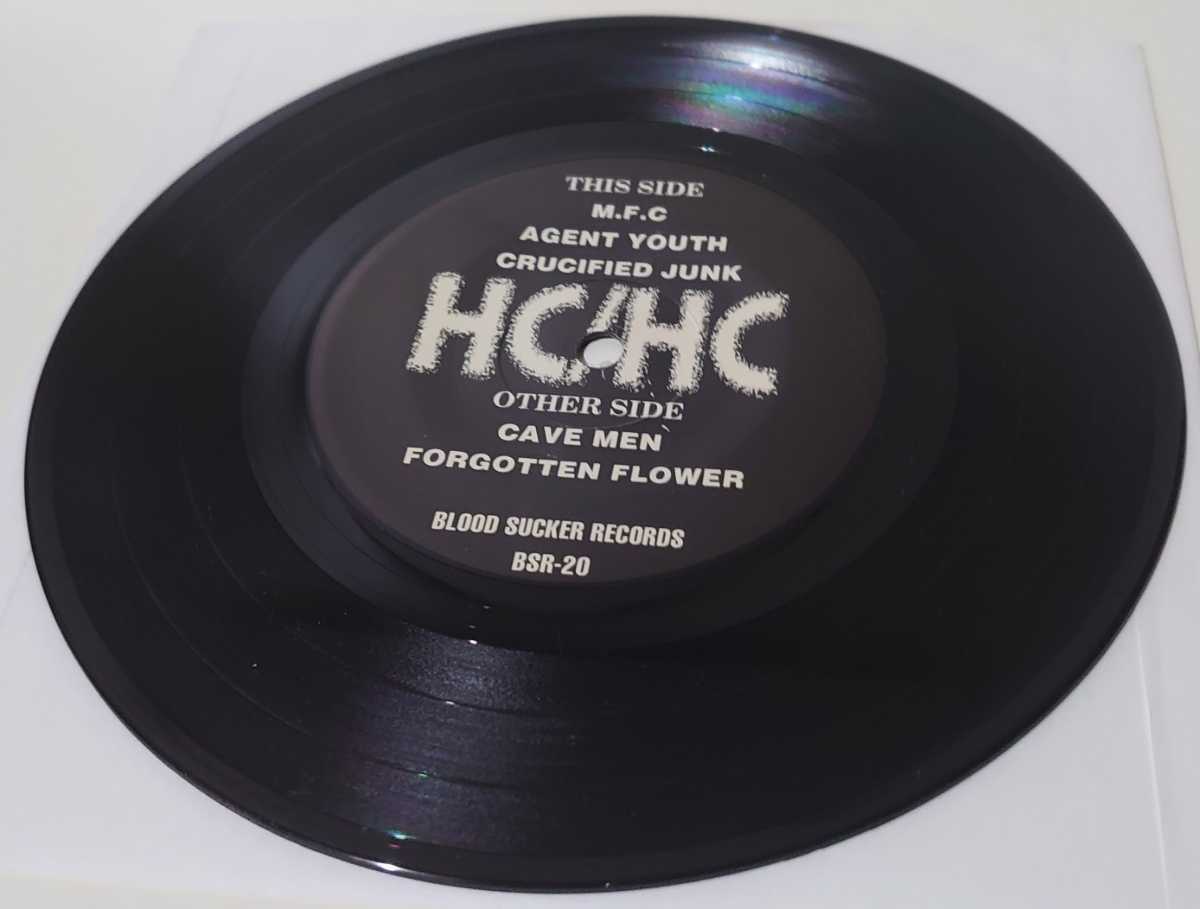 THIS SIDE
M.F.C
AGENT YOUTH
CRUCIFIED JUNK
HC/HC
OTHER SIDE
CAVE MEN
FORGOTTEN FLOWER
BLOOD SUCKER RECORDS
BSR-20